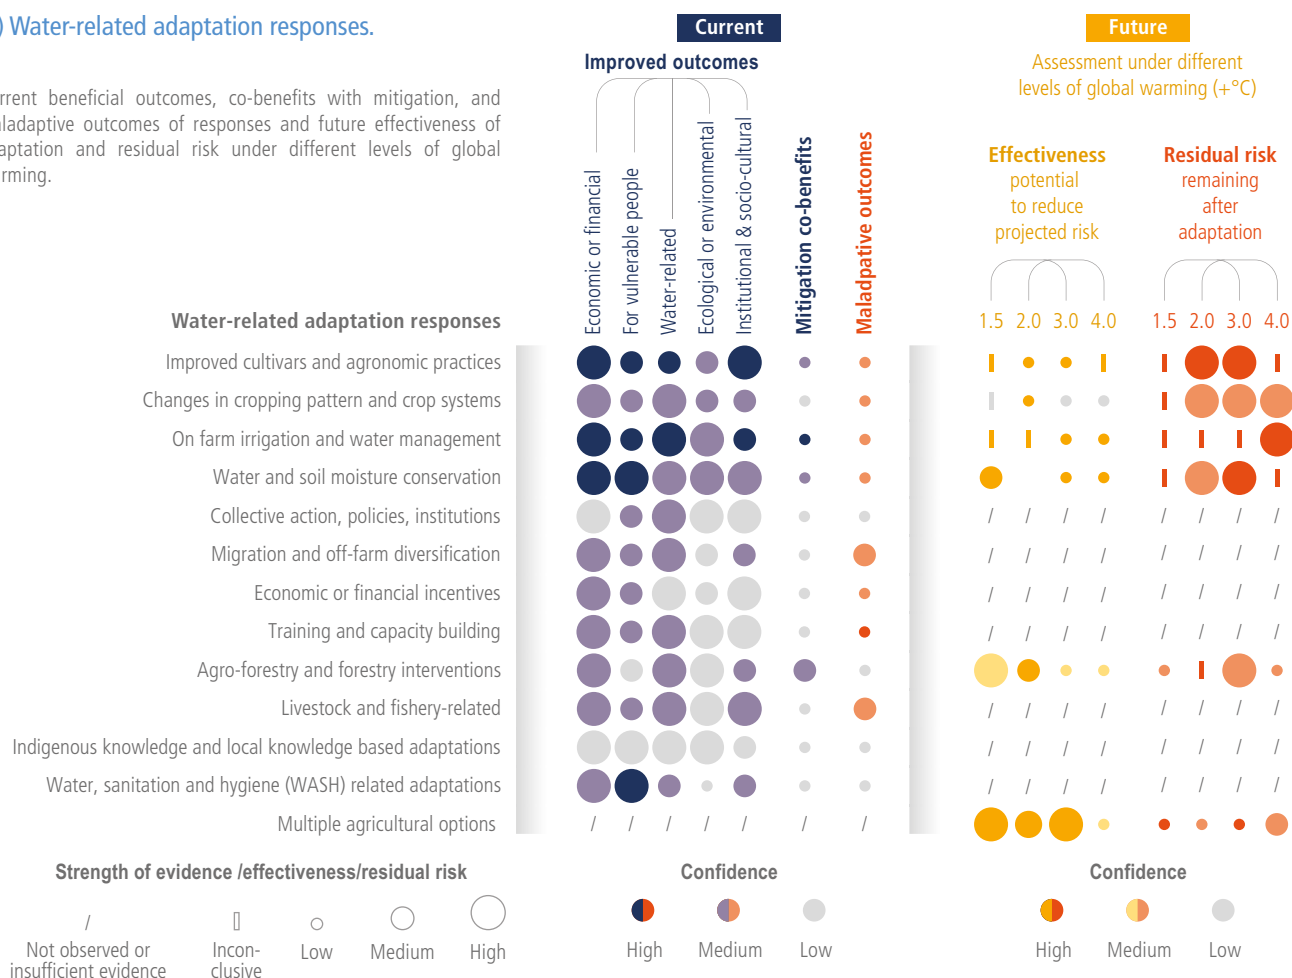 ) Water-related adaptation responses.
Current
Future
Improved outcomes
Assessment under different
levels of global warming (+°C)
beneficial outcomes, co-benefits with mitigation, and
outcomes of responses and future effectiveness of
and residual risk under different levels of global
Economic or financial
For vulnerable people
Water-related
Ecological or environmental
Institutional & socio-cultural
Mitigation co-benefits
Maladpative outcomes
Effectiveness
potential
to reduce
projected risk
Residual risk
remaining
after
adaptation
Water-related adaptation responses
1.5 2.0 3.0 4.0 1.5 2.0 3.0 4.0
Improved cultivars and agronomic practices
Changes in cropping pattern and crop systems
On farm irrigation and water management
Water and soil moisture conservation
Collective action, policies, institutions
/ / / / / / / /
Migration and off-farm diversification
/ / / / / / / /
Economic or financial incentives
/ / / / / / / /
Training and capacity building
/ / / / / / / /
Agro-forestry and forestry interventions
Livestock and fishery-related
/ / / / / / / /
Indigenous knowledge and local knowledge based adaptations
/ / / / / / / /
Water, sanitation and hygiene (WASH) related adaptations
/ / / / / / / /
Multiple agricultural options
/ / / / / / /
Strength of evidence /effectiveness/residual risk
/
Not observed or
insufficient evidence
Incon-
clusive
Low
Medium
High
Confidence
High Medium Low
Confidence
High Medium Low